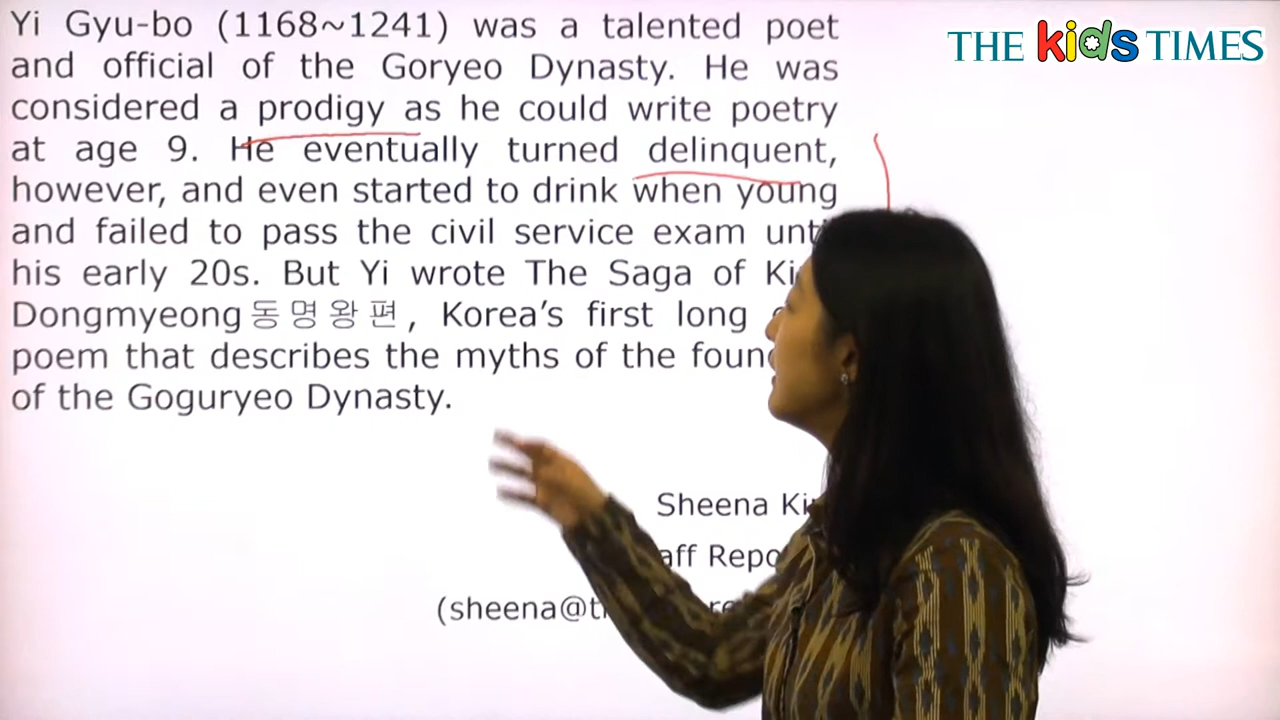 Yi Gyu-bo (1168~1241) was a talented poet
and official of the Goryeo Dynasty. He was
considered a prodigy as he could write poetry
at age 9. He eventually turned delinquent,
however, and even started to drink when young
and failed to pass the civil service exam
his early 20s. But Yi wrote The Saga of
Dongmyeong동명왕편, Korea's first long
poem that describes the myths of the
of the Goguryeo Dynasty.
Sheena
THE kids TIMES